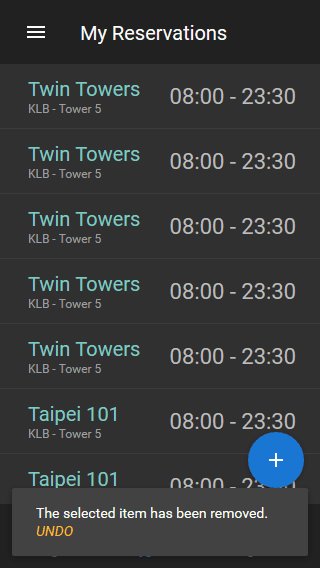 My Reservations
Twin Towers
08:00 - 23:30
KLB - Tower 5
Twin Towers
08:00 - 23:30
KLB - Tower 5
Twin Towers
08:00 - 23:30
KLB - Tower 5
Twin Towers
08:00 - 23:30
KLB - Tower 5
Twin Towers
08:00 - 23:30
KLB - Tower 5
Taipei 101
08:00 - 23:30
KLB - Tower 5
Taipei 101
08:00 - 23:30
The selected item has been removed.
UNDO